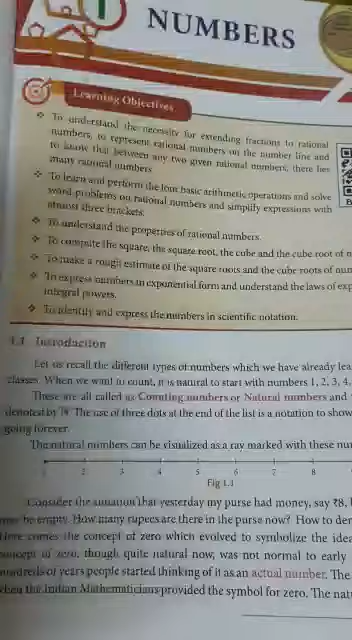 1
NUMBERS
Learning Objectives
❖ To understand the necessity for extending fractions to rational
numbers, to represent rational numbers on the number line and
to know that between any two given rational numbers, there lies
many rational numbers
❖ To learn and perform the four basic arithmetic operations and solve
word problems on rational numbers and simplify expressions with
atmost three brackets.
❖ To understand the properties of rational numbers.
❖ To compute the square, the square root, the cube and the cube root of
❖ To make a rough estimate of the square roots and the cube roots of
❖ To express numbers in exponential form and understand the laws of
integral powers.
❖ To identify and express the numbers in scientific notation.
1.1 Introduction
Let us recall the different types of numbers which we have already
classes. When we want to count, it is natural to start with numbers 1, 2, 3, 4,
These are all called as Counting numbers or Natural numbers and
denoted by ℕ. The use of three dots at the end of the list is a notation to show
going forever.
The natural numbers can be visualized as a ray marked with these
2 3 4 5 6 7 8
Fig 1.1
Consider the situation that yesterday my purse had money, say ₹8,
be empty. How many rupees are there in the purse now? How to
Here comes the concept of zero which evolved to symbolize the
concept of zero, though quite natural now, was not normal to early
hundreds of years people started thinking of it as an actual number. The
when the Indian Mathematicians provided the symbol for zero. The